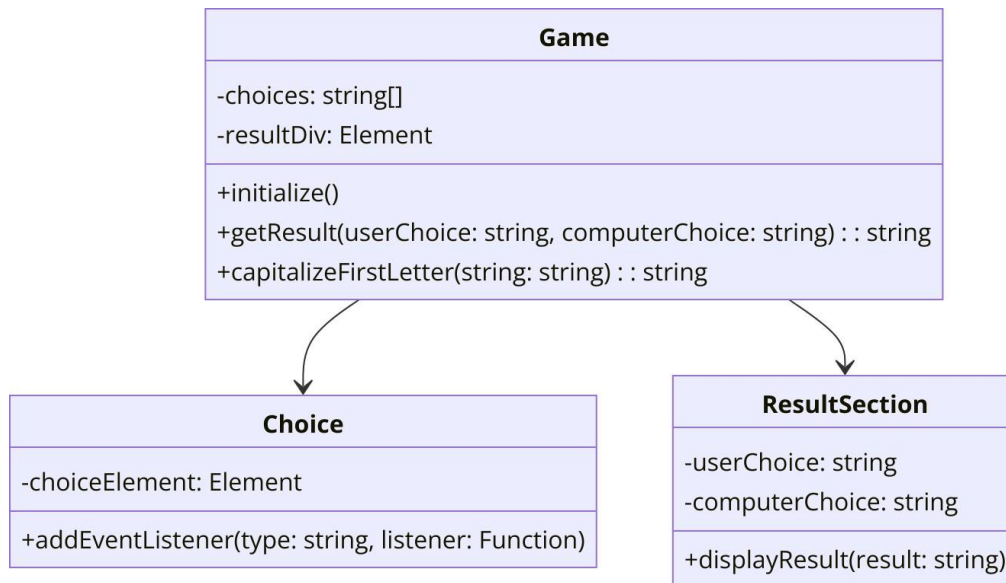 Game
-choices: string[]
-resultDiv: Element
+initialize()
+getResult(userChoice: string, computerChoice: string) : : string
+capitalizeFirstLetter(string: string) : : string
Choice
-choiceElement: Element
+addEventListener(type: string, listener: Function)
ResultSection
-userChoice: string
-computerChoice: string
+displayResult(result: string)